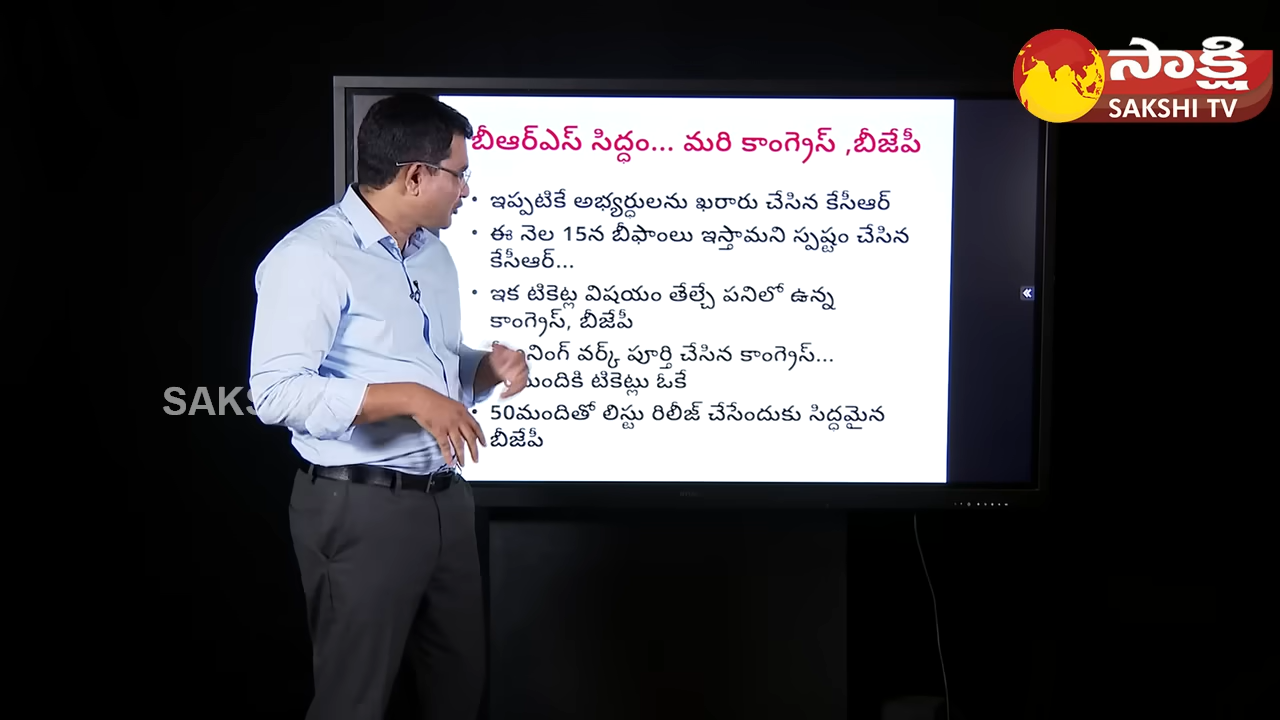 సాక్షి
SAKSHI TV
బీఆర్ఎస్ సిద్ధం... మరి కాంగ్రెస్ ,బీజేపీ
• ఇప్పటికే అభ్యర్ధులను ఖరారు చేసిన కేసీఆర్
• ఈ నెల 15న బీఫాంలు ఇస్తామని స్పష్టం చేసిన
కేసీఆర్...
• ఇక టికెట్ల విషయం తేల్చే పనిలో ఉన్న
కాంగ్రెస్, బీజేపీ
వర్క్ పూర్తి చేసిన కాంగ్రెస్...
టికెట్లు ఓకే
• 50మందితో లిస్టు రిలీజ్ చేసేందుకు సిద్ధమైన
బీజేపీ